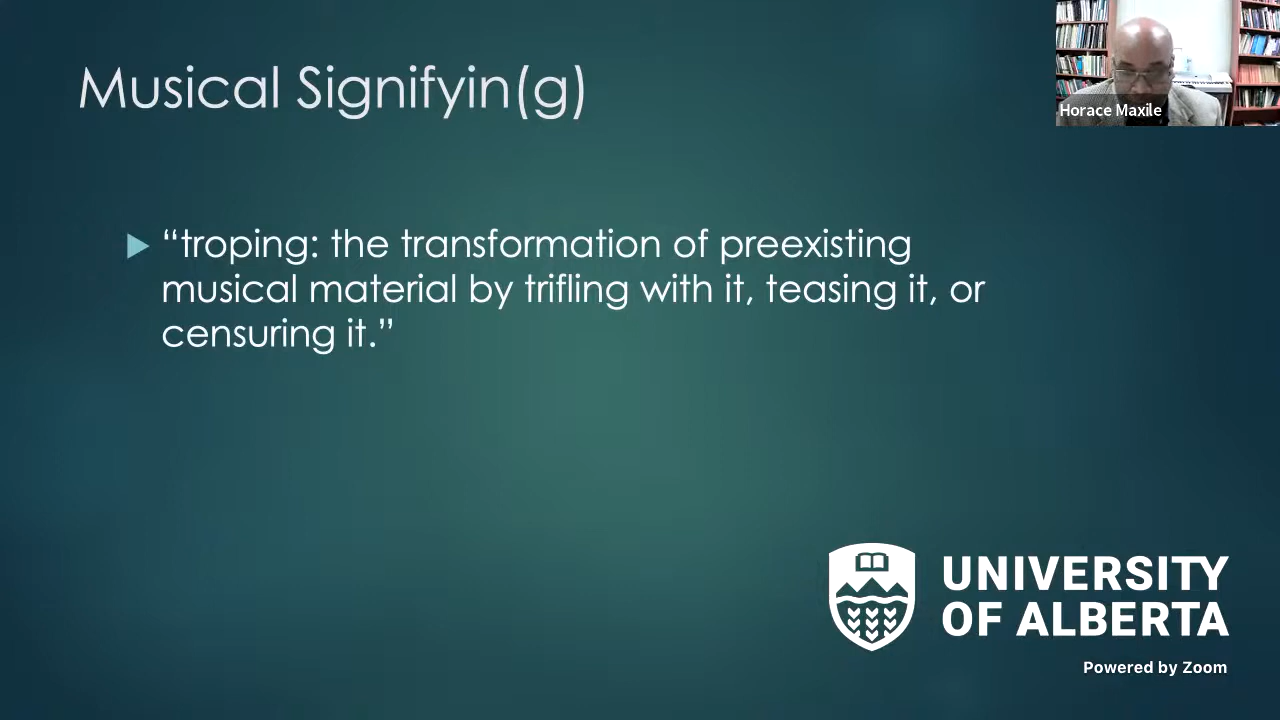 Musical Signifyin(g)
Horace Maxile
“troping: the transformation of preexisting
musical material by trifling with it, teasing it, or
censuring it.”
UNIVERSITY
OF ALBERTA
Powered by Zoom